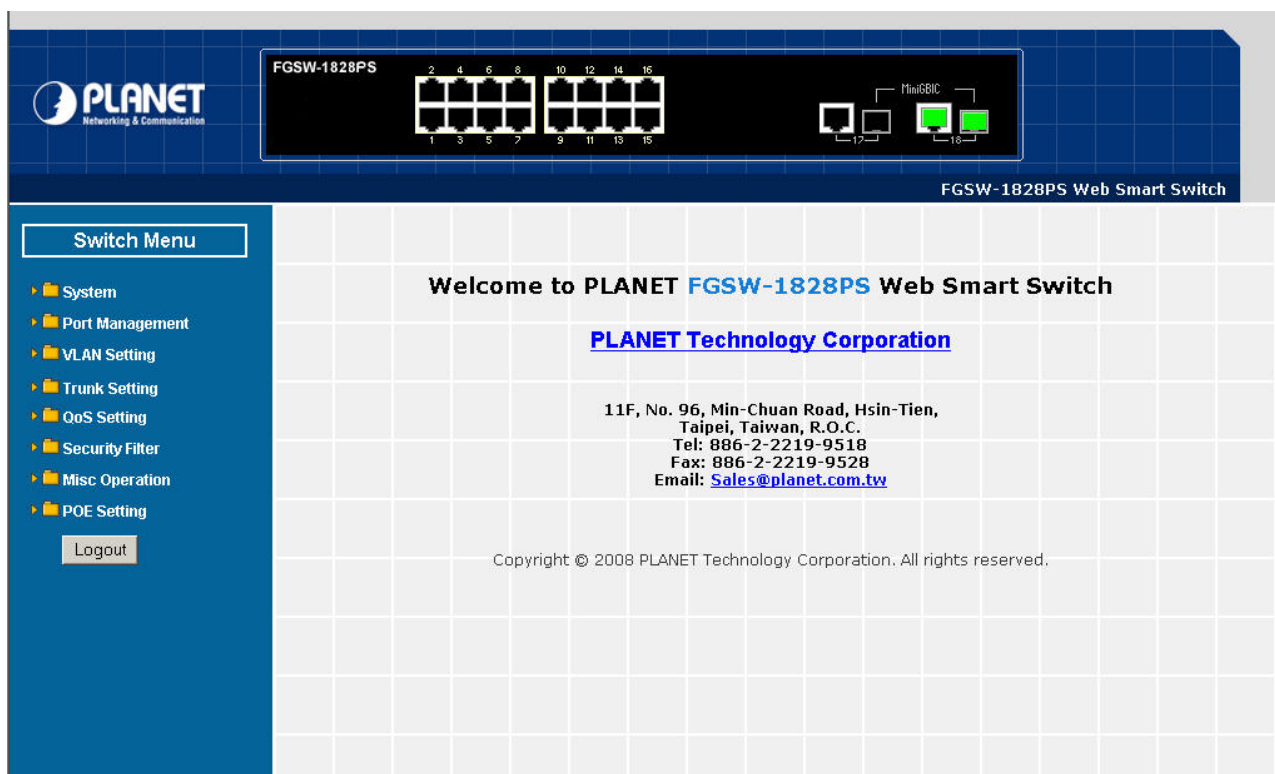 PLANET
Networking & Communication
FGSW-1828PS
2 4 6 8 10 12 14 16
MiniGBIC
1 3 5 7 9 11 13 15
17 18
FGSW-1828PS Web Smart Switch
Switch Menu
System
Port Management
VLAN Setting
Trunk Setting
QoS Setting
Security Filter
Misc Operation
POE Setting
Logout
Welcome to PLANET FGSW-1828PS Web Smart Switch
PLANET Technology Corporation
11F, No. 96, Min-Chuan Road, Hsin-Tien,
Taipei, Taiwan, R.O.C.
Tel: 886-2-2219-9518
Fax: 886-2-2219-9528
Email: Sales@planet.com.tw
Copyright © 2008 PLANET Technology Corporation. All rights reserved.